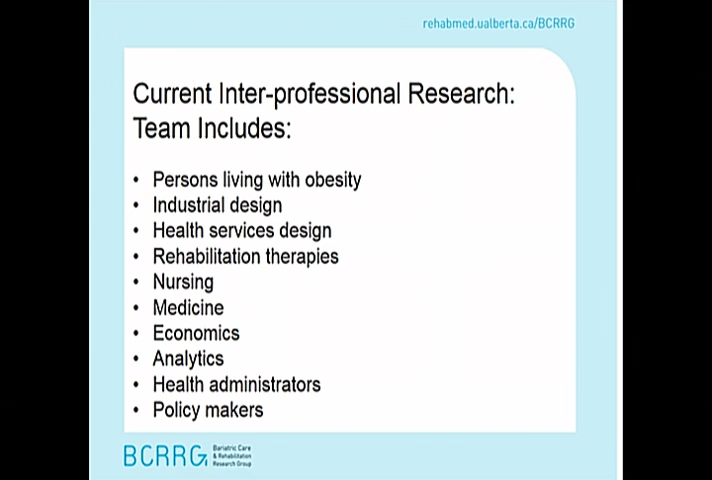 rehabmed.ualberta.ca/BCRRG
Current Inter-professional Research:
Team Includes:
• Persons living with obesity
• Industrial design
• Health services design
• Rehabilitation therapies
• Nursing
• Medicine
• Economics
• Analytics
• Health administrators
• Policy makers
BCRRG
Bariatric Care
& Rehabilitation
Research Group